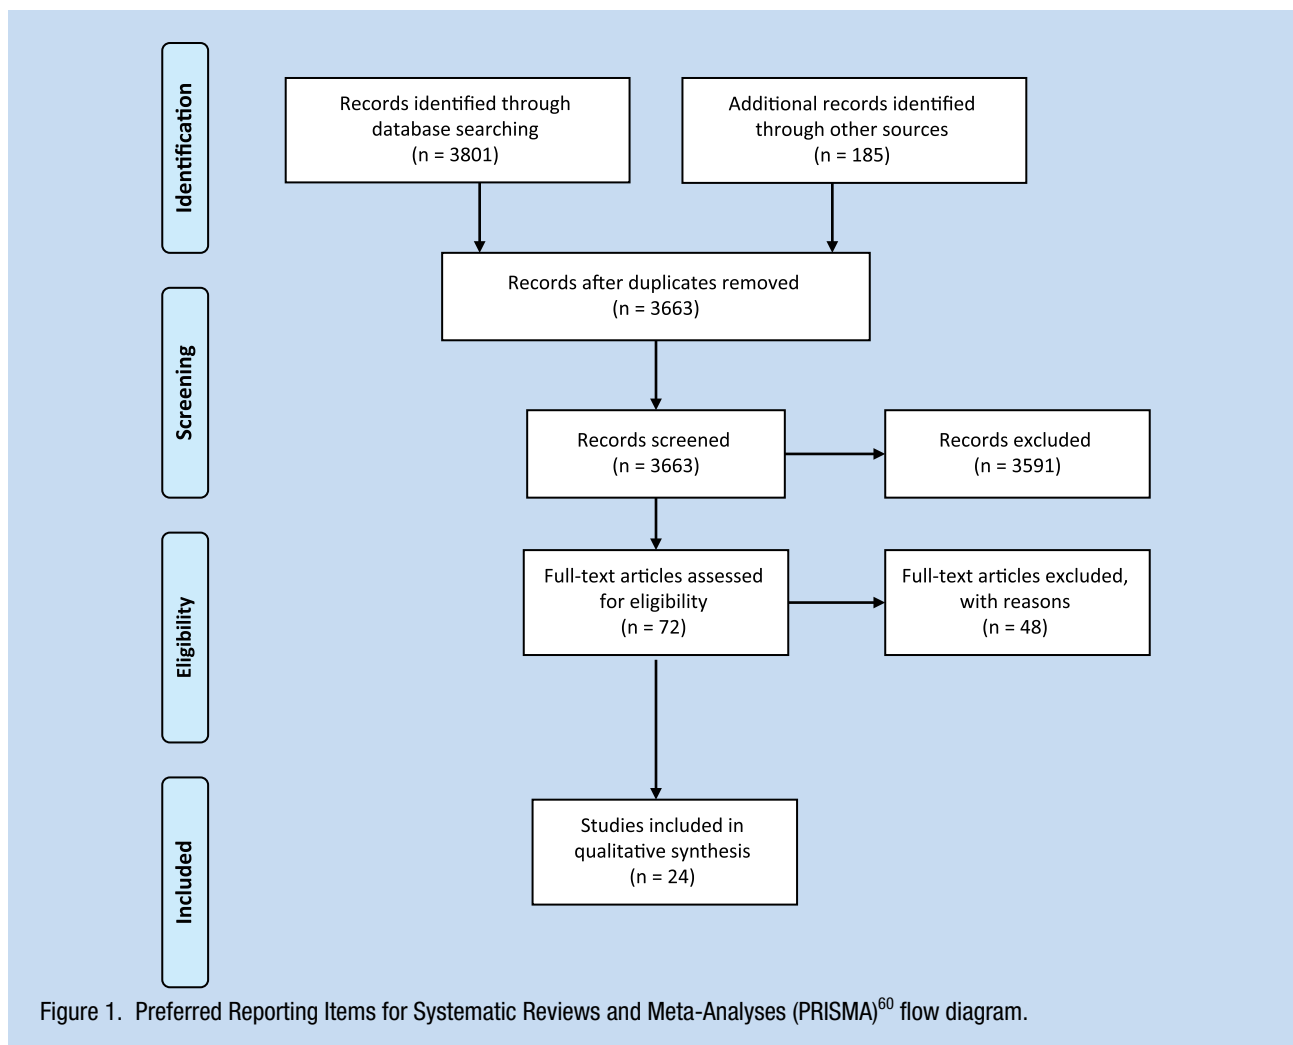 Identification
Records identified through
database searching
(n = 3801)
Additional records identified
through other sources
(n = 185)
Records after duplicates removed
(n = 3663)
Screening
Records screened
(n = 3663)
Records excluded
(n = 3591)
Eligibility
Full-text articles assessed
for eligibility
(n = 72)
Full-text articles excluded,
with reasons
(n = 48)
Included
Studies included in
qualitative synthesis
(n = 24)
Figure 1. Preferred Reporting Items for Systematic Reviews and Meta-Analyses (PRISMA)60 flow diagram.